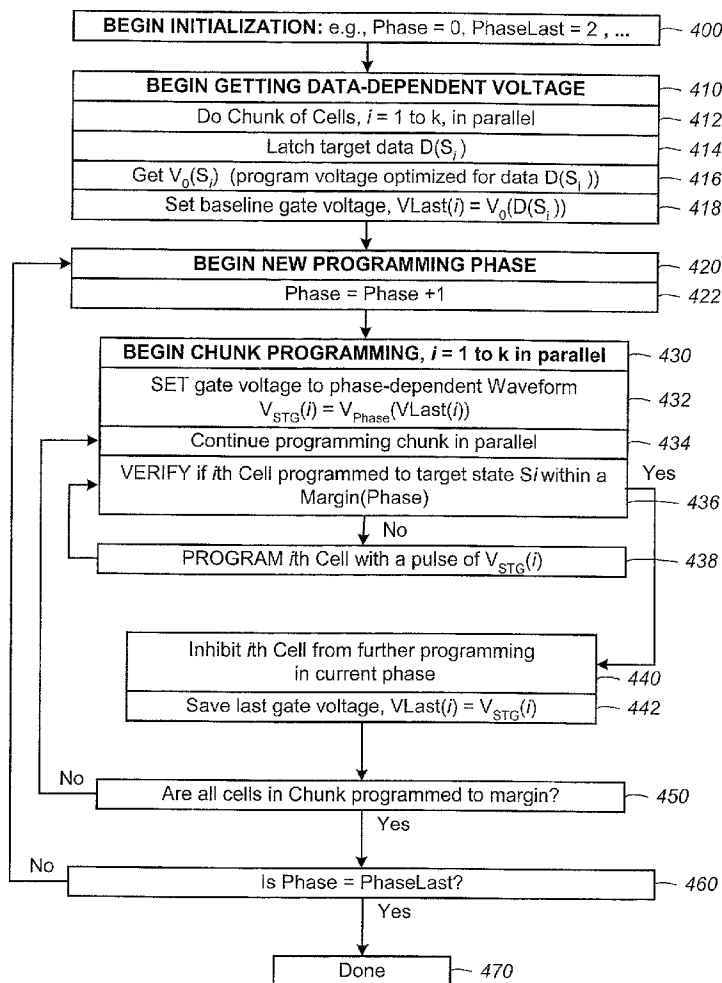 BEGIN INITIALIZATION: e.g., Phase = 0, PhaseLast = 2 , ...
400
BEGIN GETTING DATA-DEPENDENT VOLTAGE
410
Do Chunk of Cells, i = 1 to k, in parallel
412
Latch target data D(Si)
414
Get V0(Si) (program voltage optimized for data D(Si))
416
Set baseline gate voltage, VLast(i) = V0(D(Si))
418
BEGIN NEW PROGRAMMING PHASE
420
Phase = Phase +1
422
BEGIN CHUNK PROGRAMMING, i = 1 to k in parallel
430
SET gate voltage to phase-dependent Waveform
VSTG(i) = VPhase(VLast(i))
432
Continue programming chunk in parallel
434
VERIFY if ith Cell programmed to target state Si within a
Margin(Phase)
Yes
436
No
PROGRAM ith Cell with a pulse of VSTG(i)
438
Inhibit ith Cell from further programming
in current phase
440
Save last gate voltage, VLast(i) = VSTG(i)
442
No
Are all cells in Chunk programmed to margin?
450
Yes
No
Is Phase = PhaseLast?
460
Yes
Done
470